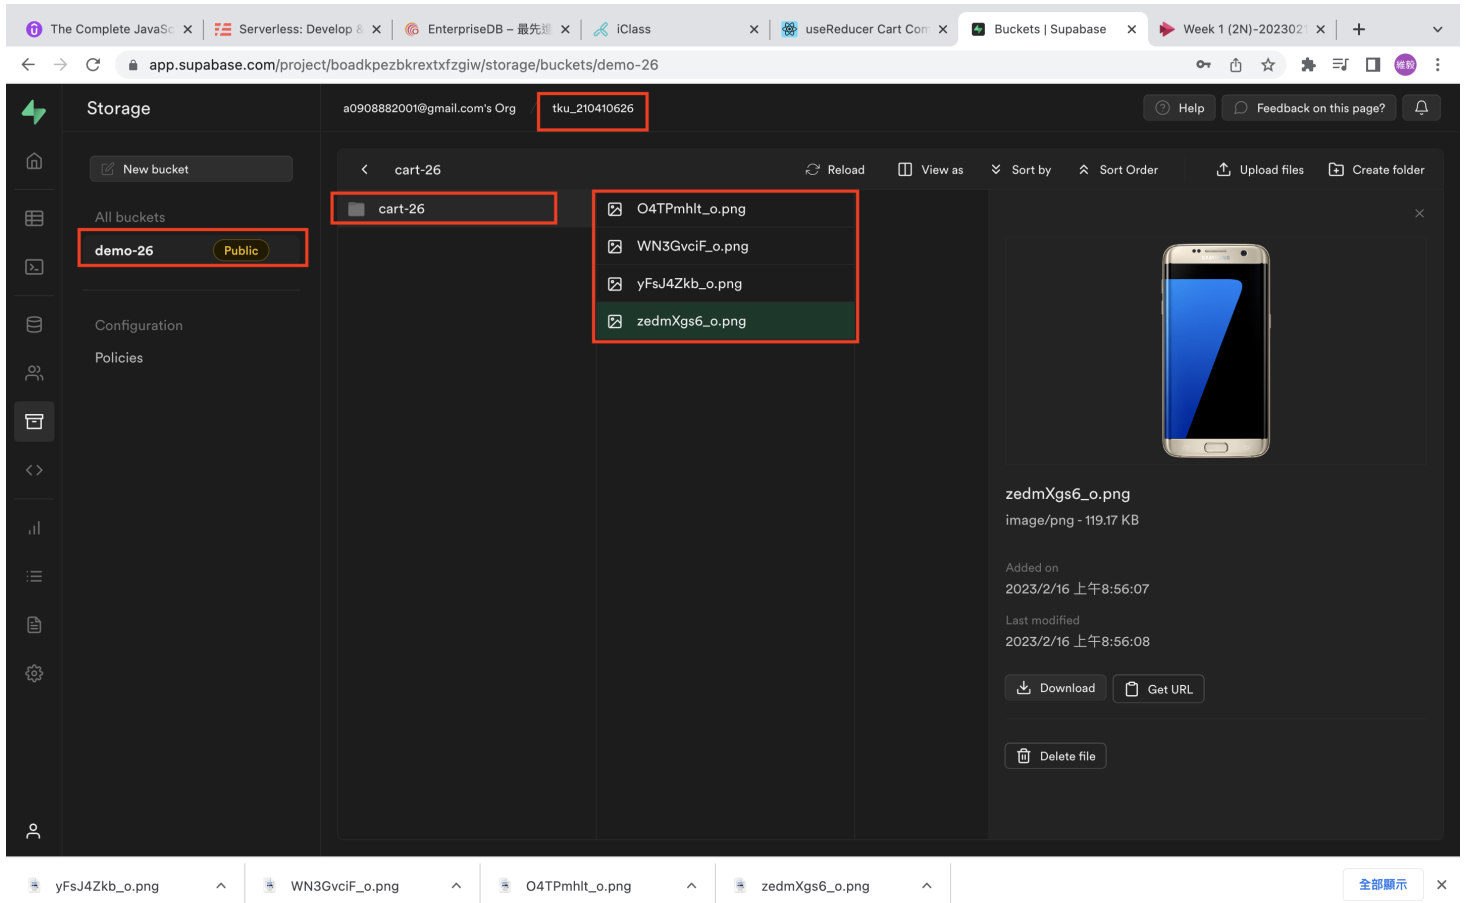 The Complete JavaSc
Serverless: Develop &
EnterpriseDB – 最先進
iClass
useReducer Cart Com
Buckets | Supabase
Week 1 (2N)-2023021
app.supabase.com/project/boadkpezbkrextxfzgiw/storage/buckets/demo-26
維毅
Storage
a0908882001@gmail.com's Org
tku_210410626
Help
Feedback on this page?
New bucket
cart-26
Reload
View as
Sort by
Sort Order
Upload files
Create folder
All buckets
demo-26
Public
Configuration
Policies
cart-26
O4TPmhlt_o.png
WN3GvciF_o.png
yFsJ4Zkb_o.png
zedmXgs6_o.png
zedmXgs6_o.png
image/png - 119.17 KB
Added on
2023/2/16 上午8:56:07
Last modified
2023/2/16 上午8:56:08
Download
Get URL
Delete file
yFsJ4Zkb_o.png
WN3GvciF_o.png
O4TPmhlt_o.png
zedmXgs6_o.png
全部顯示